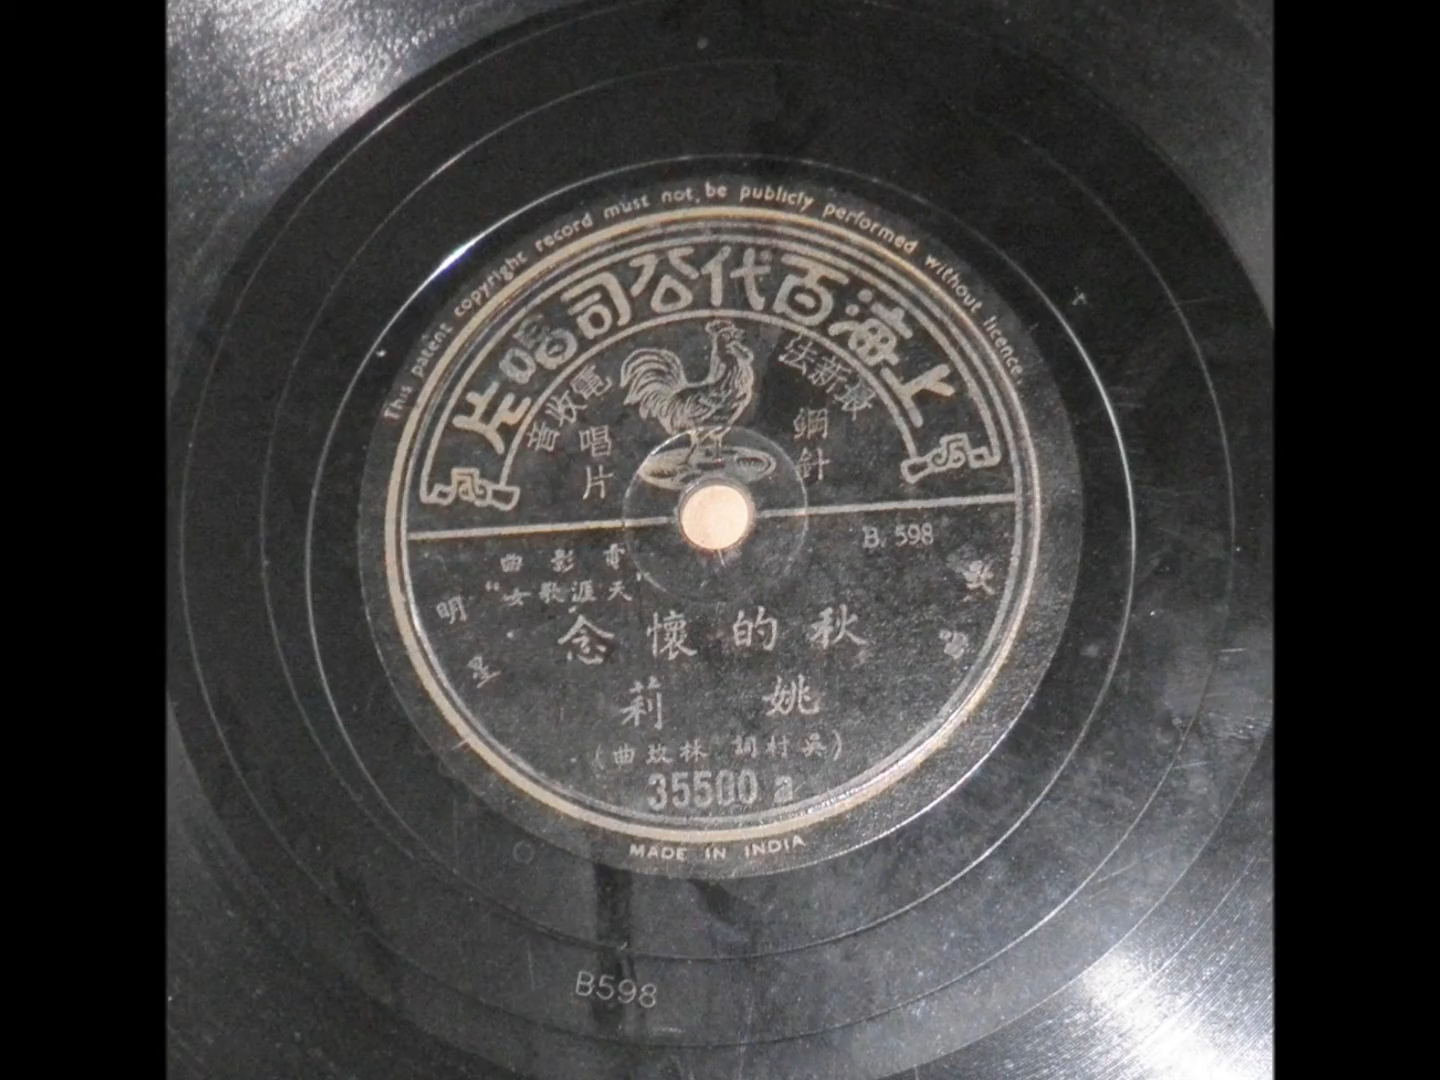 This patent copyright record must not be publicly performed without licence.
上海百代公司唱片
最新法
鋼針
電收音
唱片
B. 598
電影曲
“天涯歌女”
明星
秋的懷念
姚莉
(吳村詞 林玫曲)
35500 a
MADE IN INDIA
B598